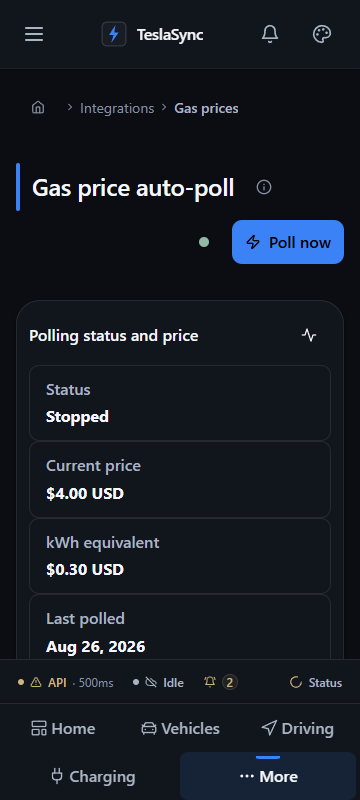 TeslaSync
Integrations
Gas prices
Gas price auto-poll
Poll now
Polling status and price
Status
Stopped
Current price
$4.00 USD
kWh equivalent
$0.30 USD
Last polled
Aug 26, 2026
API · 500ms
Idle
2
Status
Home
Vehicles
Driving
Charging
More